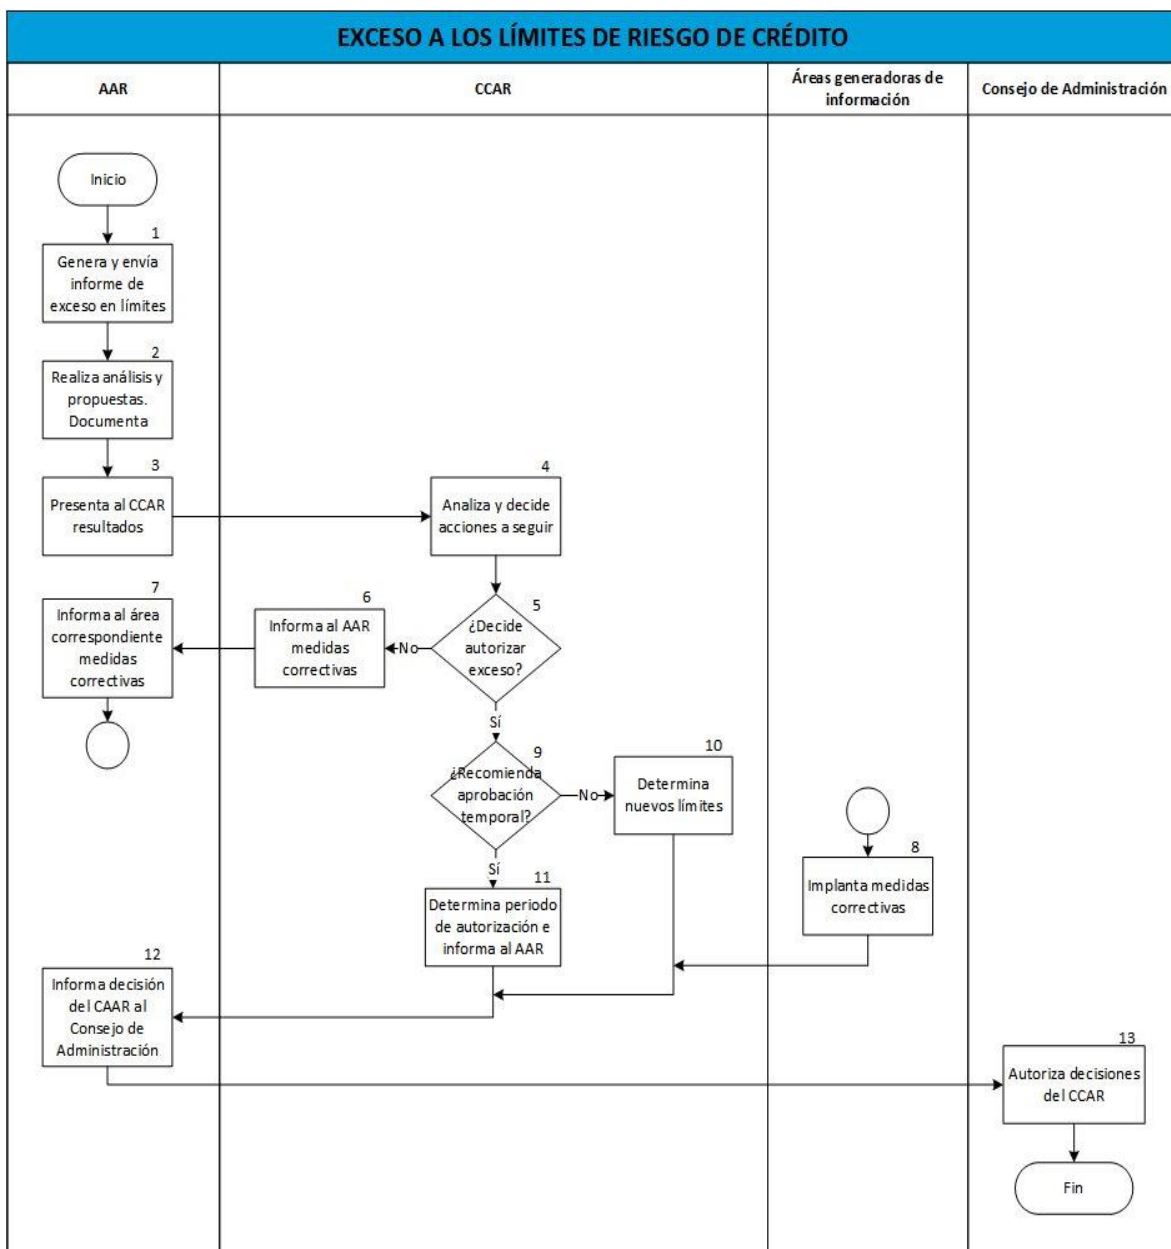 EXCESO A LOS LÍMITES DE RIESGO DE CRÉDITO
AAR
CCAR
Áreas generadoras de
información
Consejo de Administración
Inicio
1
Genera y envía
informe de
exceso en límites
2
Realiza análisis y
propuestas.
Documenta
3
Presenta al CCAR
resultados
4
Analiza y decide
acciones a seguir
5
¿Decide
autorizar
exceso?
No
6
Informa al AAR
medidas
correctivas
7
Informa al área
correspondiente
medidas
correctivas
Sí
9
¿Recomienda
aprobación
temporal?
No
10
Determina
nuevos límites
8
Implanta medidas
correctivas
Sí
11
Determina periodo
de autorización e
informa al AAR
12
Informa decisión
del CAAR al
Consejo de
Administración
13
Autoriza decisiones
del CCAR
Fin